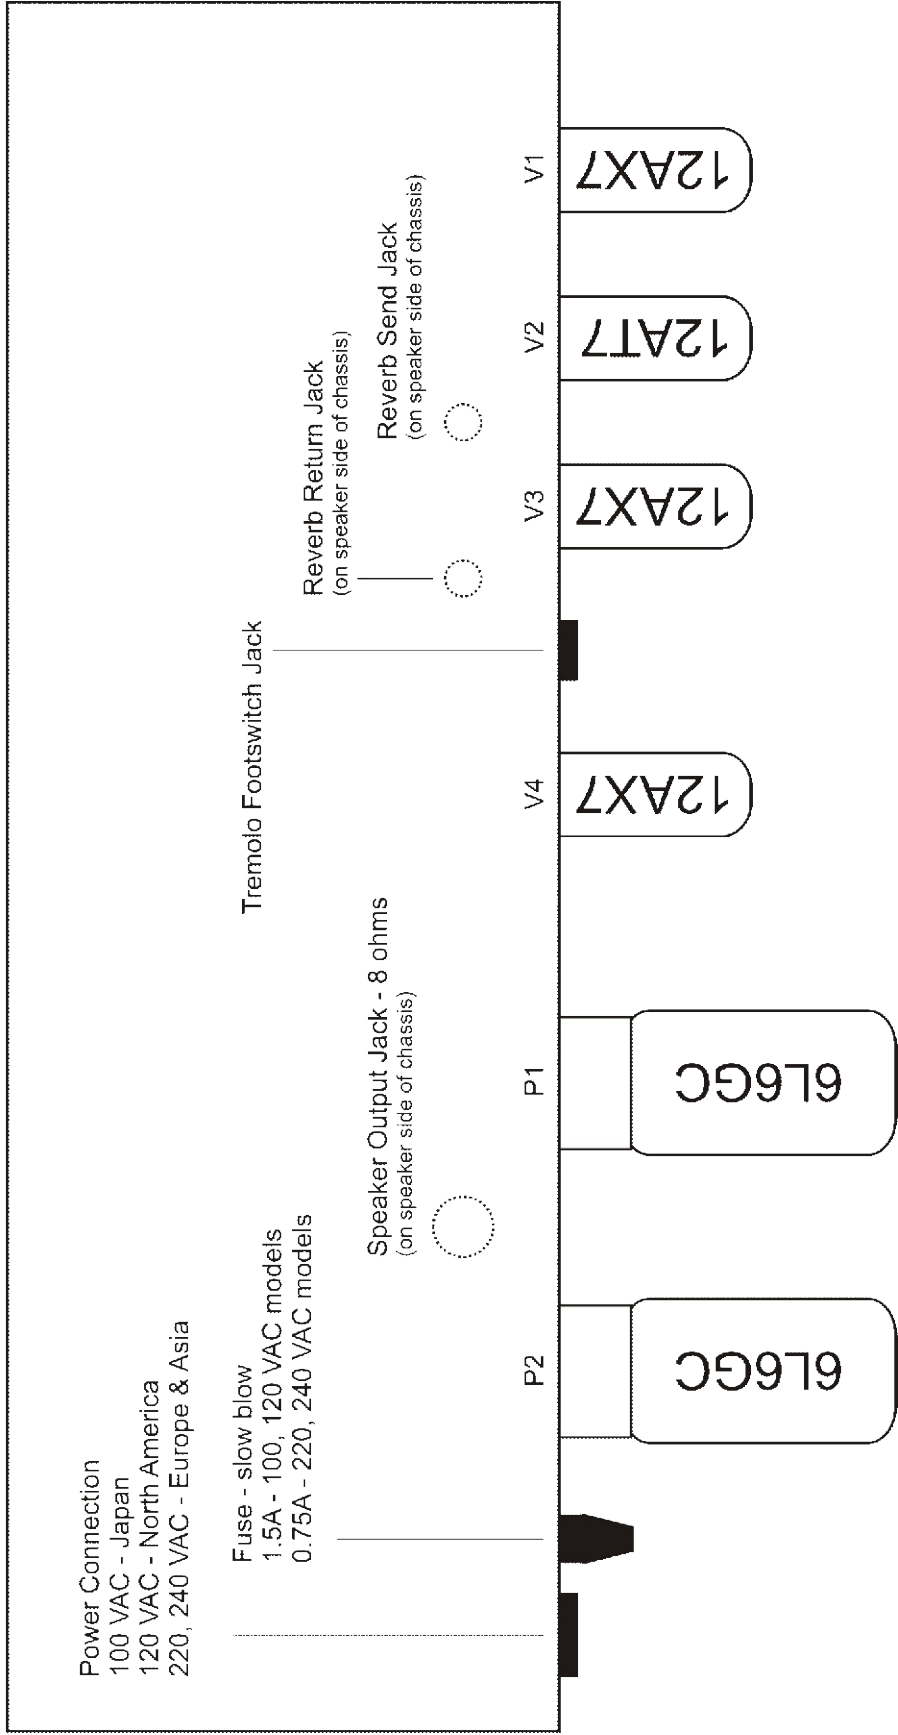 Power Connection
100 VAC - Japan
120 VAC - North America
220, 240 VAC - Europe & Asia
Fuse - slow blow
1.5A - 100, 120 VAC models
0.75A - 220, 240 VAC models
Tremolo Footswitch Jack
Reverb Return Jack
(on speaker side of chassis)
Speaker Output Jack - 8 ohms
(on speaker side of chassis)
Reverb Send Jack
(on speaker side of chassis)
P2
P1
V4
V3
V2
V1
6L6GC
6L6GC
12AX7
12AX7
12AT7
12AX7